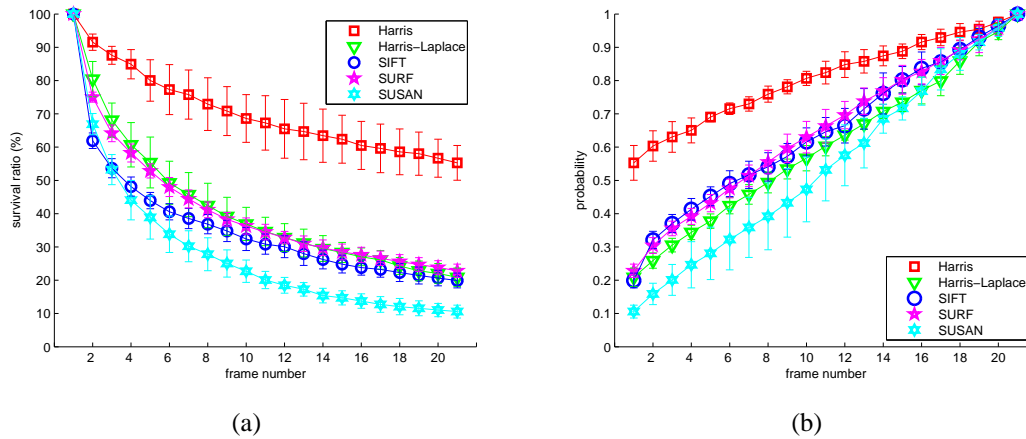 100
90
80
70
60
50
40
30
20
10
0
survival ratio (%)
2 4 6 8 10 12 14 16 18 20
frame number
Harris
Harris−Laplace
SIFT
SURF
SUSAN
(a)
1
0.9
0.8
0.7
0.6
0.5
0.4
0.3
0.2
0.1
0
probability
2 4 6 8 10 12 14 16 18 20
frame number
Harris
Harris−Laplace
SIFT
SURF
SUSAN
(b)